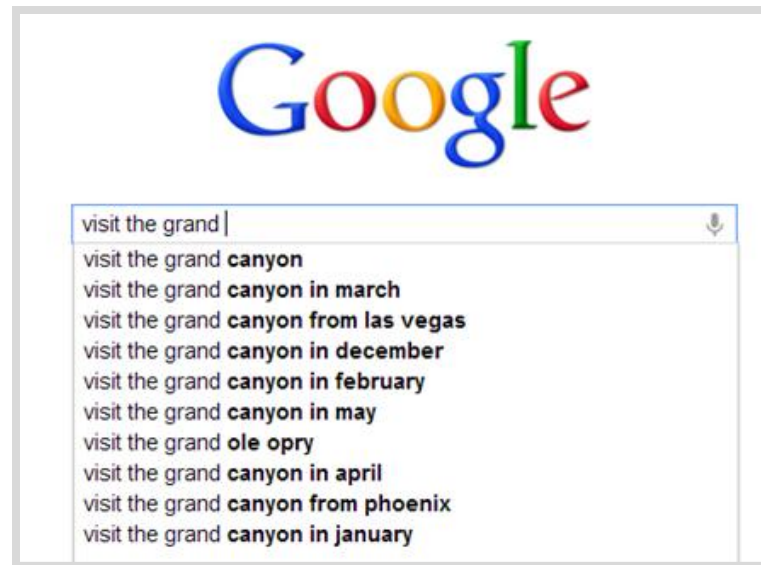 Google
visit the grand
visit the grand canyon
visit the grand canyon in march
visit the grand canyon from las vegas
visit the grand canyon in december
visit the grand canyon in february
visit the grand canyon in may
visit the grand ole opry
visit the grand canyon in april
visit the grand canyon from phoenix
visit the grand canyon in january